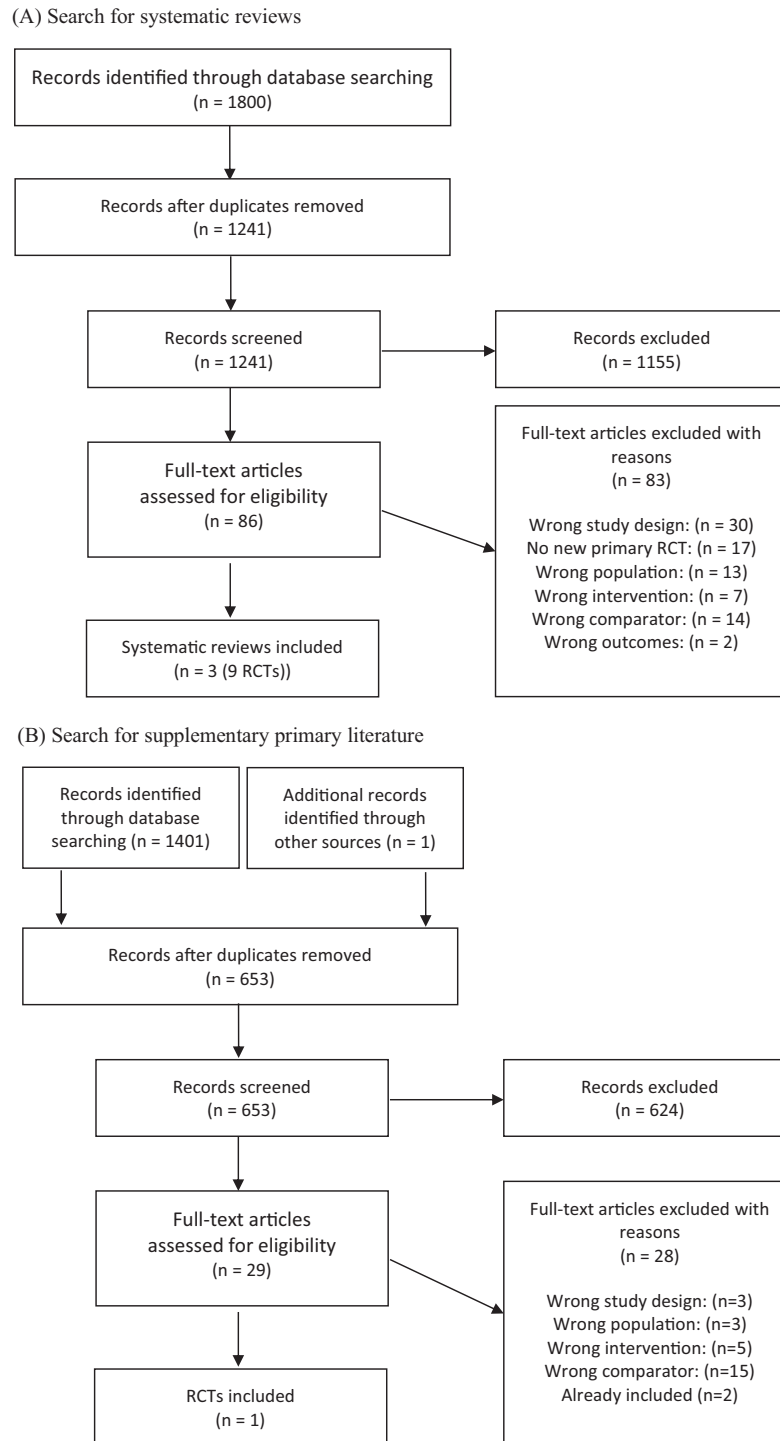 (A) Search for systematic reviews
Records identified through database searching
(n = 1800)
Records after duplicates removed
(n = 1241)
Records screened
(n = 1241)
Records excluded
(n = 1155)
Full-text articles
assessed for eligibility
(n = 86)
Full-text articles excluded with
reasons
(n = 83)
Wrong study design: (n = 30)
No new primary RCT: (n = 17)
Wrong population: (n = 13)
Wrong intervention: (n = 7)
Wrong comparator: (n = 14)
Wrong outcomes: (n = 2)
Systematic reviews included
(n = 3 (9 RCTs))
(B) Search for supplementary primary literature
Records identified
through database
searching (n = 1401)
Additional records
identified through
other sources (n = 1)
Records after duplicates removed
(n = 653)
Records screened
(n = 653)
Records excluded
(n = 624)
Full-text articles
assessed for eligibility
(n = 29)
Full-text articles excluded with
reasons
(n = 28)
Wrong study design: (n=3)
Wrong population: (n=3)
Wrong intervention: (n=5)
Wrong comparator: (n=15)
Already included (n=2)
RCTs included
(n = 1)